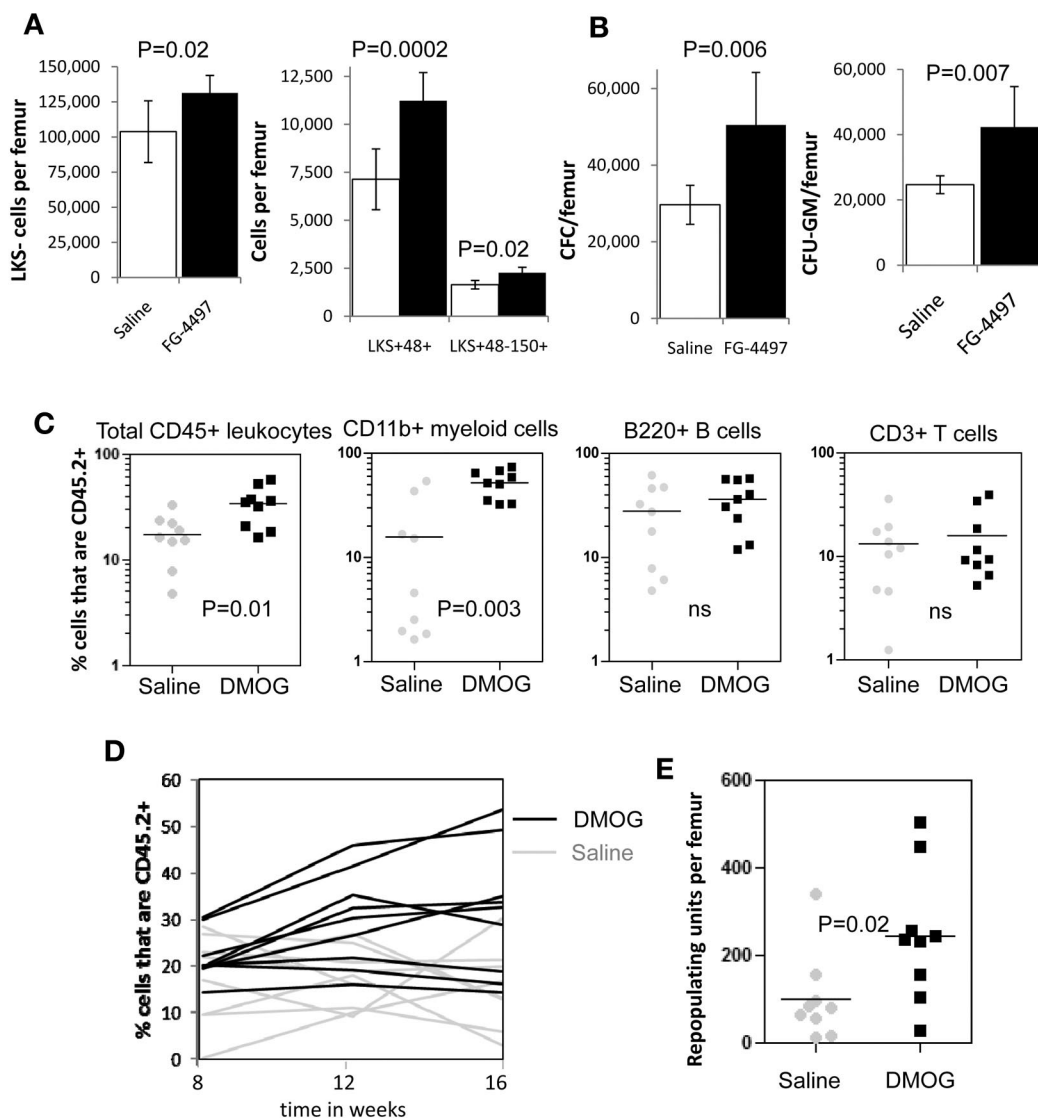 A
P=0.02
150,000
125,000
100,000
75,000
50,000
25,000
0
LKS- cells per femur
Saline
FG-4497
P=0.0002
12,500
10,000
7,500
5,000
2,500
0
Cells per femur
P=0.02
LKS+48+
LKS+48-150+
B
P=0.006
80,000
60,000
40,000
20,000
0
CFC/femur
Saline
FG-4497
P=0.007
60,000
40,000
20,000
0
CFU-GM/femur
Saline
FG-4497
C
% cells that are CD45.2+
Total CD45+ leukocytes
100
10
1
P=0.01
Saline
DMOG
CD11b+ myeloid cells
100
10
1
P=0.003
Saline
DMOG
B220+ B cells
100
10
1
ns
Saline
DMOG
CD3+ T cells
100
10
1
ns
Saline
DMOG
D
% cells that are CD45.2+
60
50
40
30
20
10
0
8
12
16
time in weeks
DMOG
Saline
E
Repopulating units per femur
600
400
200
0
P=0.02
Saline
DMOG